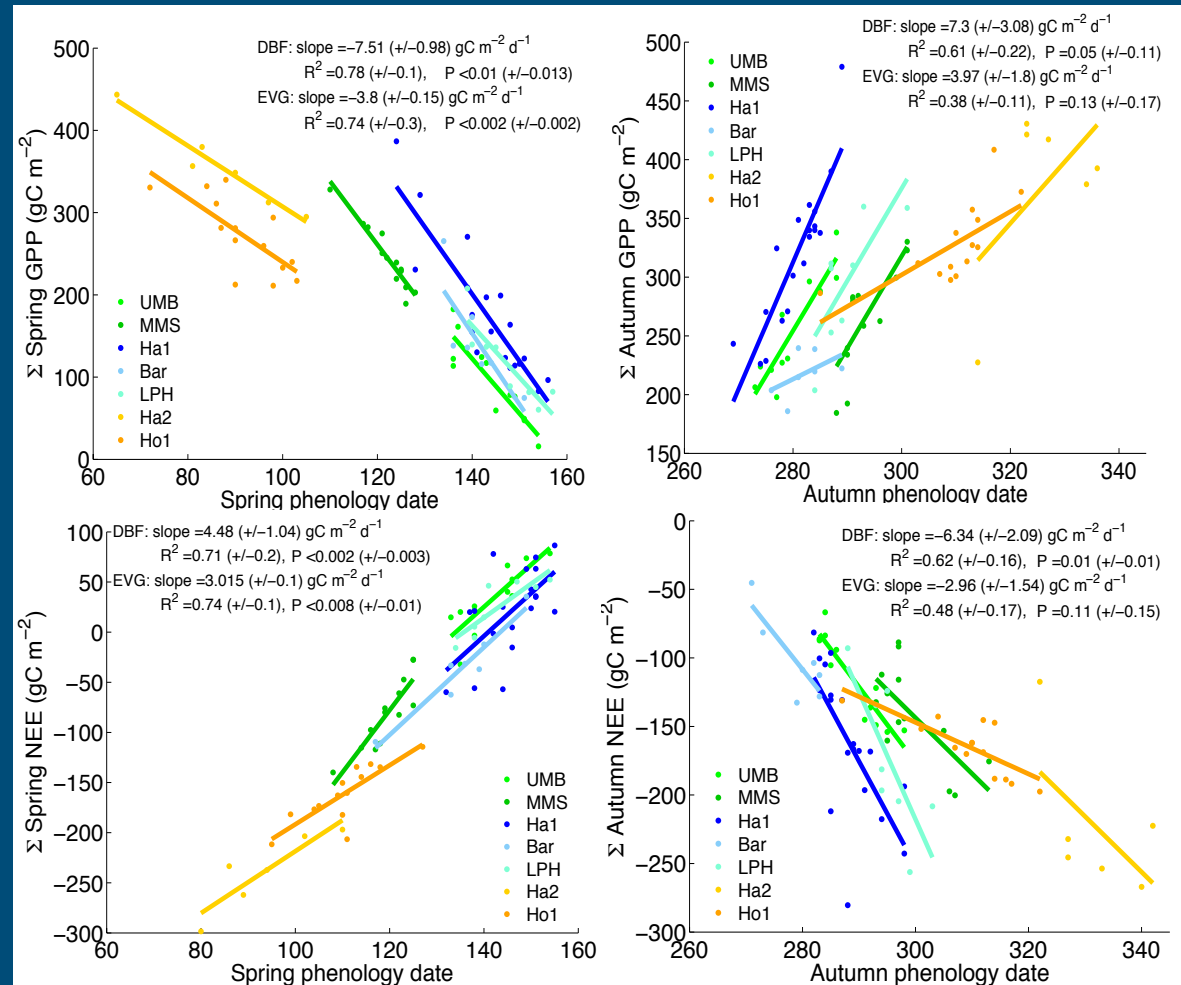 DBF: slope =−7.51 (+/−0.98) gC m−2 d−1
R2 =0.78 (+/−0.1), P <0.01 (+/−0.013)
EVG: slope =−3.8 (+/−0.15) gC m−2 d−1
R2 =0.74 (+/−0.3), P <0.002 (+/−0.002)
Σ Spring GPP (gC m−2)
500
400
300
200
100
0
UMB
MMS
Ha1
Bar
LPH
Ha2
Ho1
60 80 100 120 140 160
Spring phenology date
DBF: slope =7.3 (+/−3.08) gC m−2 d−1
R2 =0.61 (+/−0.22), P =0.05 (+/−0.11)
EVG: slope =3.97 (+/−1.8) gC m−2 d−1
R2 =0.38 (+/−0.11), P =0.13 (+/−0.17)
Σ Autumn GPP (gC m−2)
500
450
400
350
300
250
200
150
UMB
MMS
Ha1
Bar
LPH
Ha2
Ho1
260 280 300 320 340
Autumn phenology date
DBF: slope =4.48 (+/−1.04) gC m−2 d−1
R2 =0.71 (+/−0.2), P <0.002 (+/−0.003)
EVG: slope =3.015 (+/−0.1) gC m−2 d−1
R2 =0.74 (+/−0.1), P <0.008 (+/−0.01)
Σ Spring NEE (gC m−2)
100
50
0
−50
−100
−150
−200
−250
−300
UMB
MMS
Ha1
Bar
LPH
Ha2
Ho1
60 80 100 120 140 160
Spring phenology date
DBF: slope =−6.34 (+/−2.09) gC m−2 d−1
R2 =0.62 (+/−0.16), P =0.01 (+/−0.01)
EVG: slope =−2.96 (+/−1.54) gC m−2 d−1
R2 =0.48 (+/−0.17), P =0.11 (+/−0.15)
Σ Autumn NEE (gC m−2)
−0
−50
−100
−150
−200
−250
−300
UMB
MMS
Ha1
Bar
LPH
Ha2
Ho1
260 280 300 320 340
Autumn phenology date